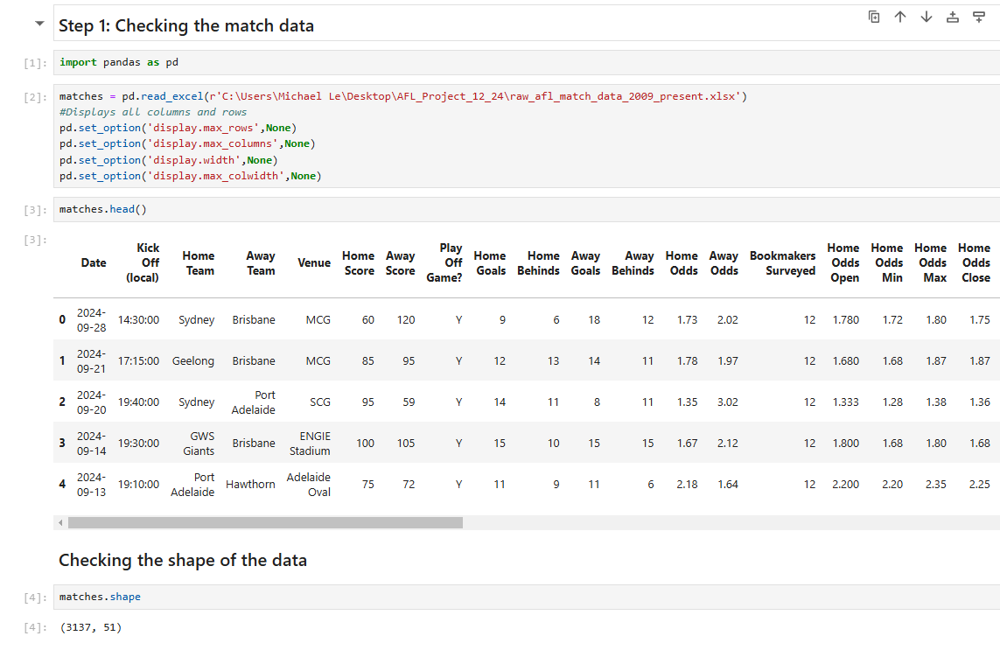 Step 1: Checking the match data
[1]: import pandas as pd
[2]: matches = pd.read_excel(r'C:\Users\Michael Le\Desktop\AFL_Project_12_24\raw_afl_match_data_2009_present.xlsx')
#Displays all columns and rows
pd.set_option('display.max_rows',None)
pd.set_option('display.max_columns',None)
pd.set_option('display.width',None)
pd.set_option('display.max_colwidth',None)
[3]: matches.head()
[3]:
Date Kick Off (local) Home Team Away Team Venue Home Score Away Score Play Off Game? Home Goals Home Behinds Away Goals Away Behinds Home Odds Away Odds Bookmakers Surveyed Home Odds Open Home Odds Min Home Odds Max Home Odds Close
0 2024-09-28 14:30:00 Sydney Brisbane MCG 60 120 Y 9 6 18 12 1.73 2.02 12 1.780 1.72 1.80 1.75
1 2024-09-21 17:15:00 Geelong Brisbane MCG 85 95 Y 12 13 14 11 1.78 1.97 12 1.680 1.68 1.87 1.87
2 2024-09-20 19:40:00 Sydney Port Adelaide SCG 95 59 Y 14 11 8 11 1.35 3.02 12 1.333 1.28 1.38 1.36
3 2024-09-14 19:30:00 GWS Giants Brisbane ENGIE Stadium 100 105 Y 15 10 15 15 1.67 2.12 12 1.800 1.68 1.80 1.68
4 2024-09-13 19:10:00 Port Adelaide Hawthorn Adelaide Oval 75 72 Y 11 9 11 6 2.18 1.64 12 2.200 2.20 2.35 2.25
Checking the shape of the data
[4]: matches.shape
[4]: (3137, 51)